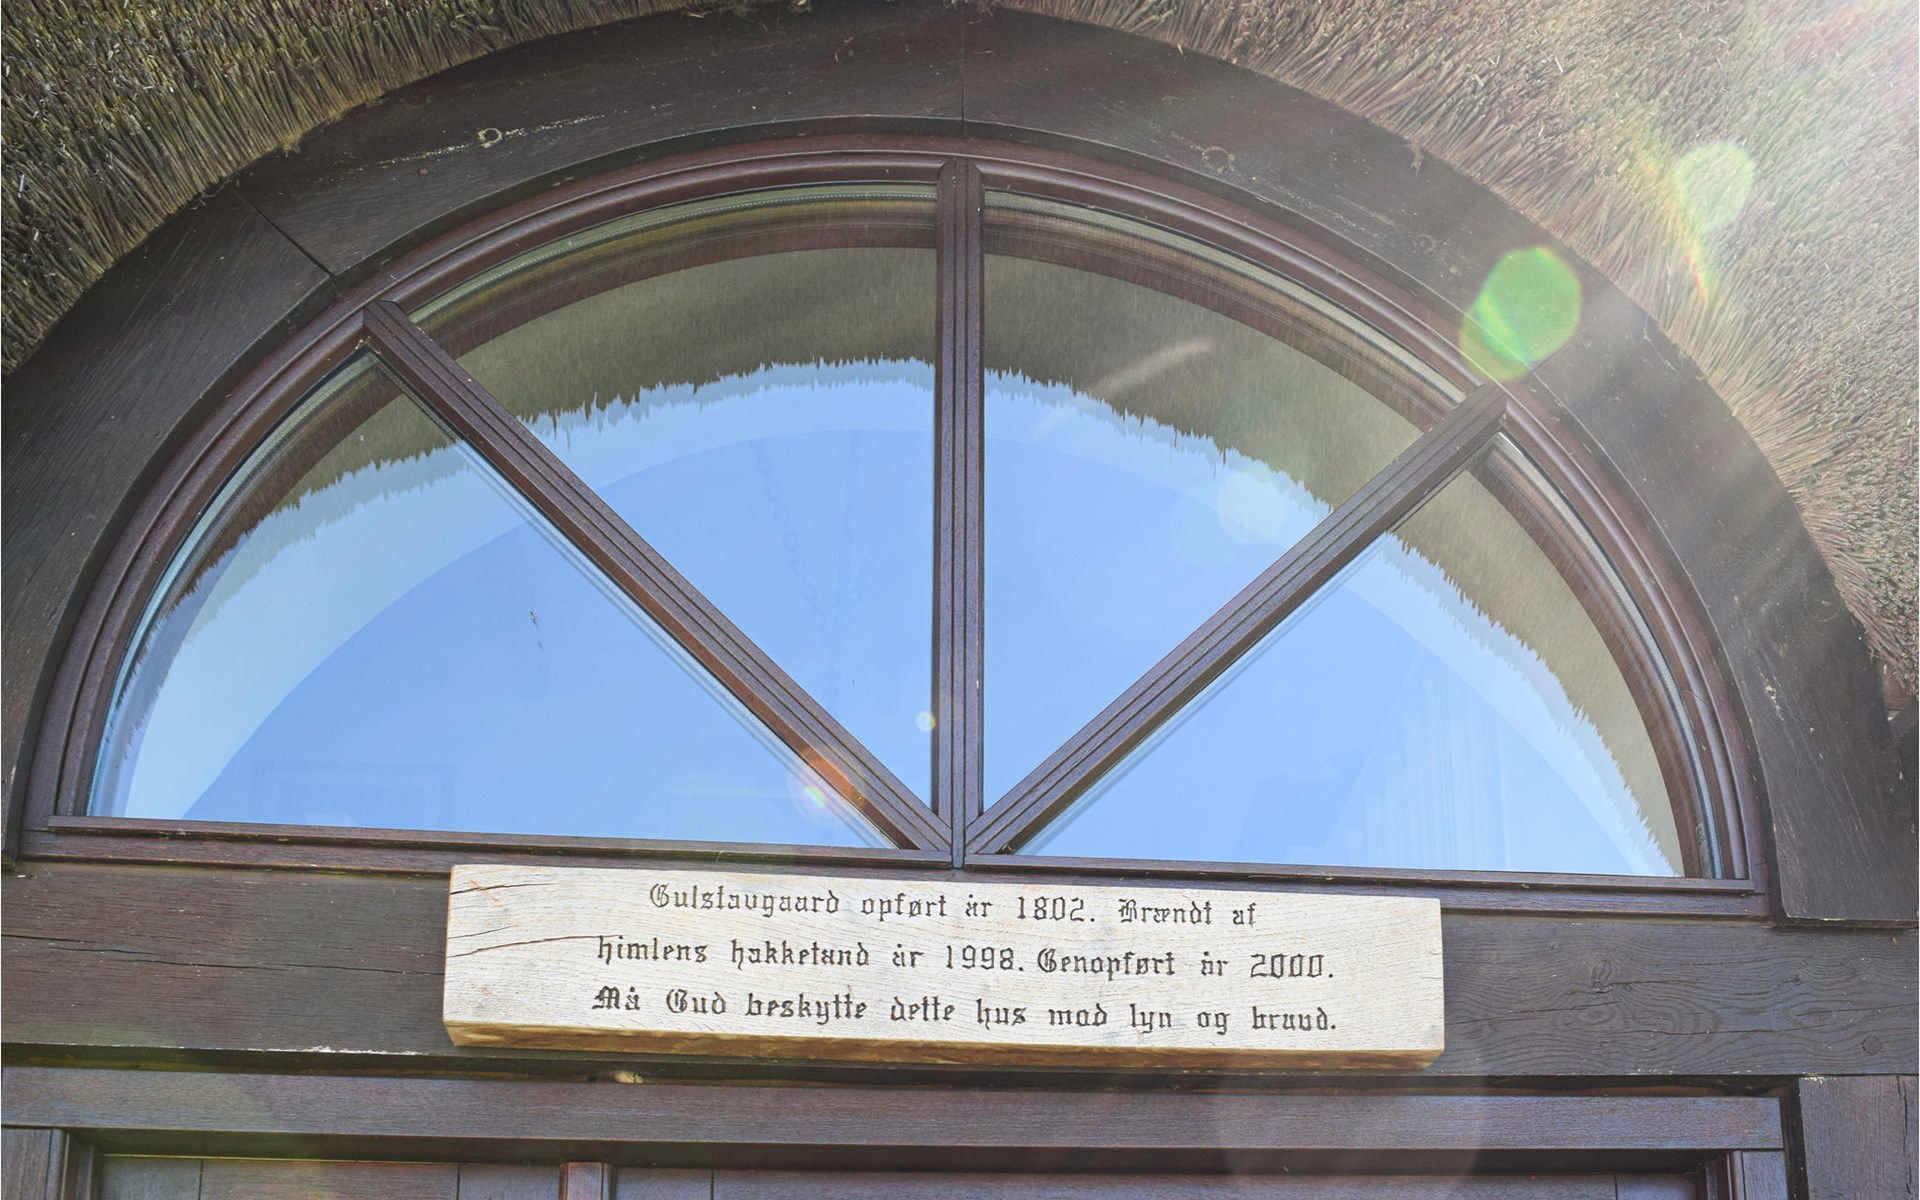 Gulstavgaard opført år 1802. Brændt af
himlens hakketand år 1998. Genopført år 2000.
Må Gud beskytte dette hus mod lyn og brand.